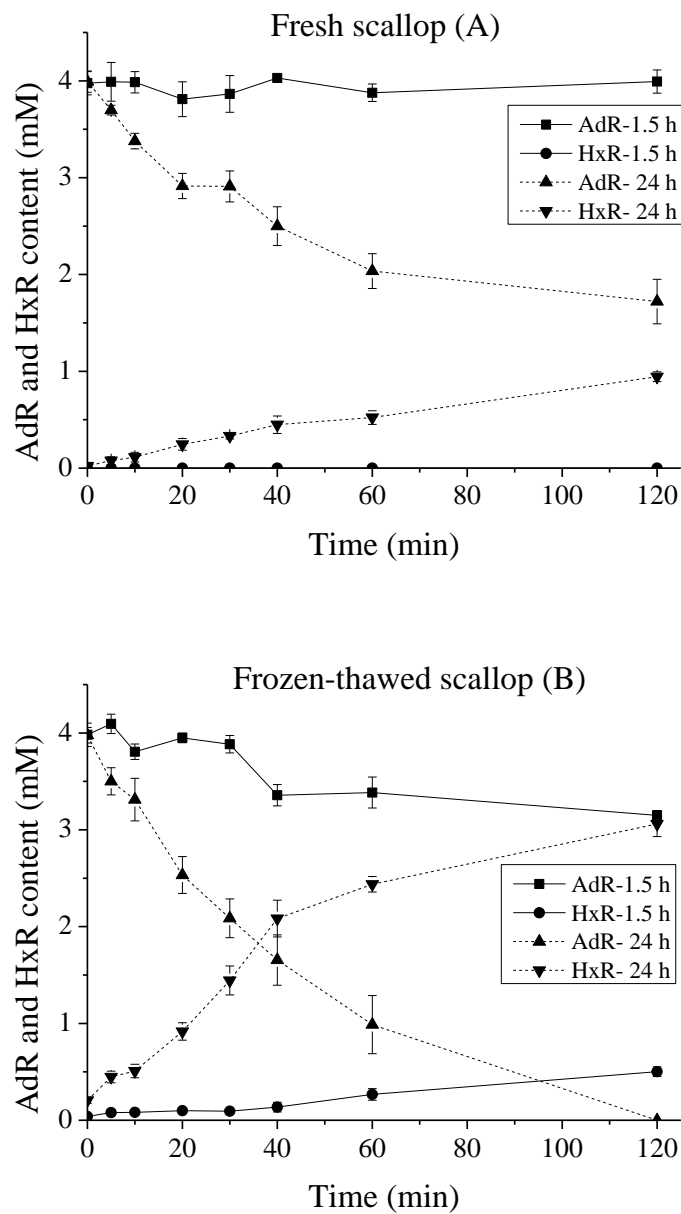 Fresh scallop (A)
AdR and HxR content (mM)
4
3
2
1
0
AdR-1.5 h
HxR-1.5 h
AdR- 24 h
HxR- 24 h
0 20 40 60 80 100 120
Time (min)
Frozen-thawed scallop (B)
AdR and HxR content (mM)
4
3
2
1
0
AdR-1.5 h
HxR-1.5 h
AdR- 24 h
HxR- 24 h
0 20 40 60 80 100 120
Time (min)